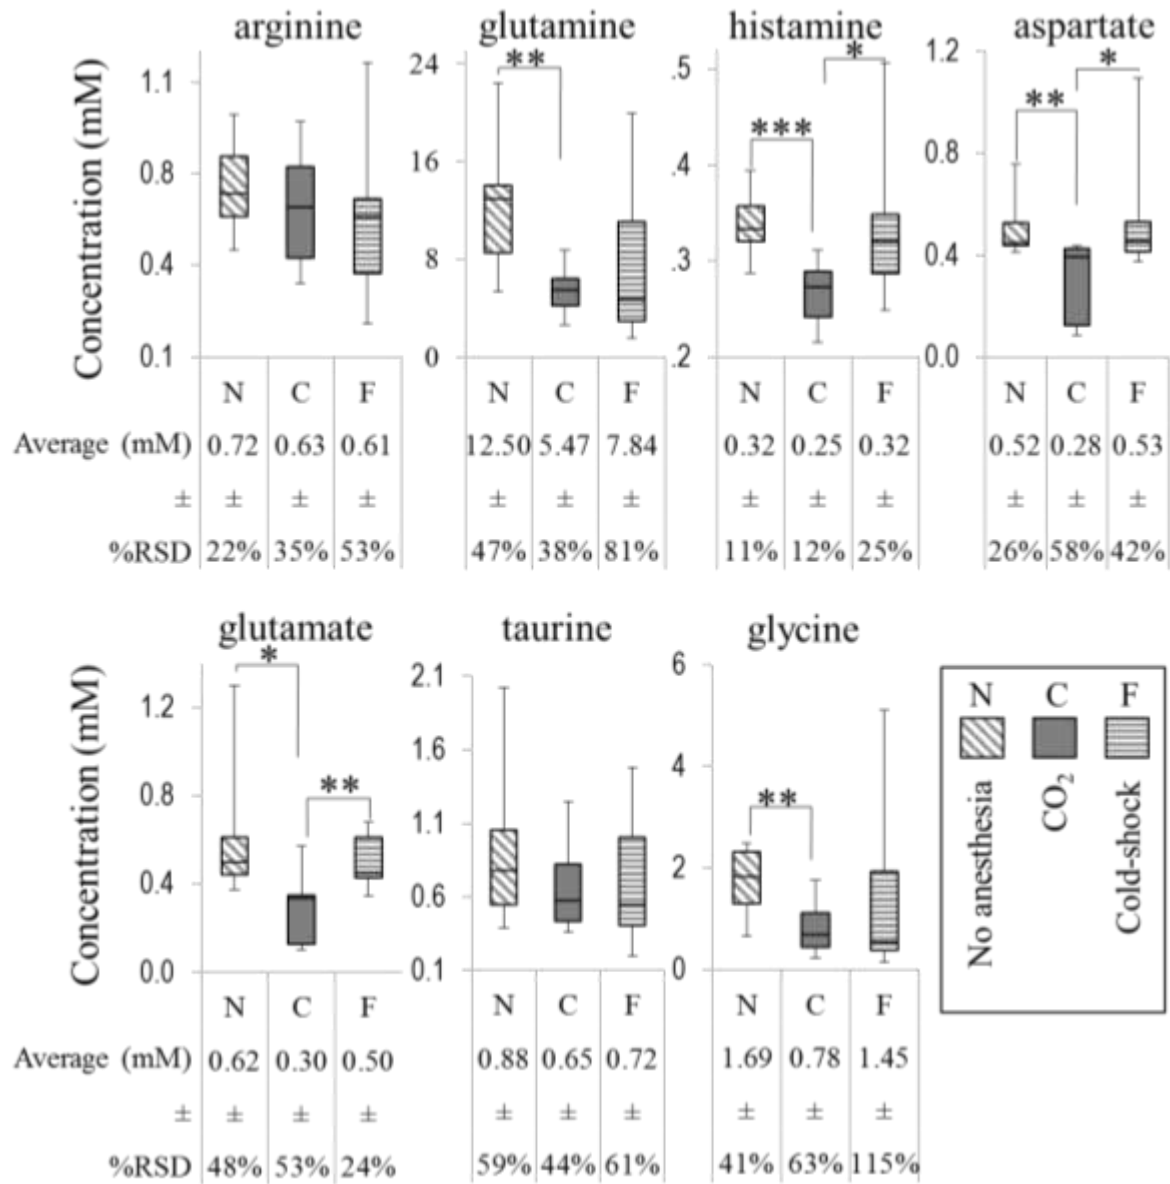 arginine glutamine histamine aspartate
Concentration (mM)
1.1
0.8
0.4
0.1
24
16
8
0
.5
.4
.3
.2
1.2
0.8
0.4
0.0
** *** * ** *
N C F N C F N C F N C F
Average (mM) 0.72 0.63 0.61 12.50 5.47 7.84 0.32 0.25 0.32 0.52 0.28 0.53
± ± ± ± ± ± ± ± ± ± ± ± ±
%RSD 22% 35% 53% 47% 38% 81% 11% 12% 25% 26% 58% 42%
glutamate taurine glycine
Concentration (mM)
1.2
0.8
0.4
0.0
2.1
1.6
1.1
0.6
0.1
6
4
2
0
* ** **
N C F N C F N C F
Average (mM) 0.62 0.30 0.50 0.88 0.65 0.72 1.69 0.78 1.45
± ± ± ± ± ± ± ± ± ±
%RSD 48% 53% 24% 59% 44% 61% 41% 63% 115%
N C F
No anesthesia
CO₂
Cold-shock